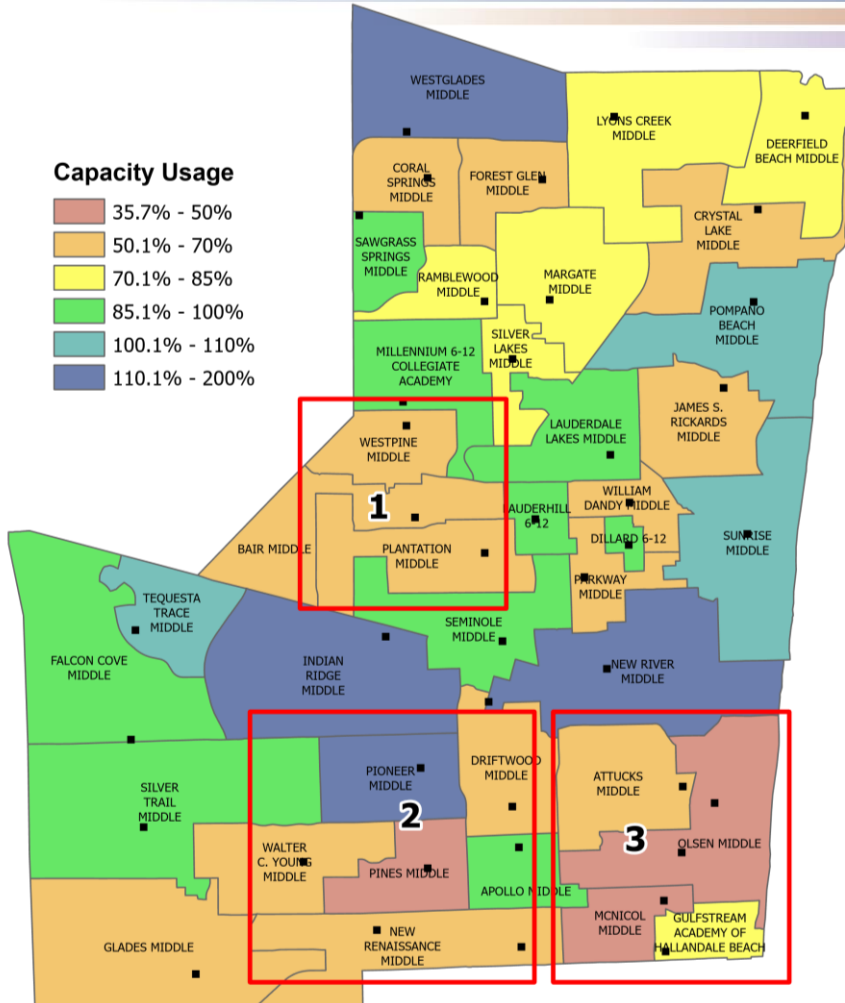 WESTGLADES
MIDDLE
LYONS CREEK
MIDDLE
DEERFIELD
BEACH MIDDLE
Capacity Usage
35.7% - 50%
50.1% - 70%
70.1% - 85%
85.1% - 100%
100.1% - 110%
110.1% - 200%
CORAL
SPRINGS
MIDDLE
FOREST GLEN
MIDDLE
CRYSTAL
LAKE
MIDDLE
SAWGRASS
SPRINGS
MIDDLE
RAMBLEWOOD
MIDDLE
MARGATE
MIDDLE
POMPANO
BEACH
MIDDLE
SILVER
LAKES
MIDDLE
MILLENNIUM 6-12
COLLEGIATE
ACADEMY
JAMES S.
RICKARDS
MIDDLE
LAUDERDALE
LAKES MIDDLE
WESTPINE
MIDDLE
1
WILLIAM
DANDY MIDDLE
LAUDERHILL
6-12
DILLARD 6-12
SUNRISE
MIDDLE
BAIR MIDDLE
PLANTATION
MIDDLE
PARKWAY
MIDDLE
TEQUESTA
TRACE
MIDDLE
SEMINOLE
MIDDLE
FALCON COVE
MIDDLE
INDIAN
RIDGE
MIDDLE
NEW RIVER
MIDDLE
DRIFTWOOD
MIDDLE
PIONEER
MIDDLE
ATTUCKS
MIDDLE
SILVER
TRAIL
MIDDLE
2
3
OLSEN MIDDLE
WALTER
C. YOUNG
MIDDLE
PINES MIDDLE
APOLLO MIDDLE
MCNICOL
MIDDLE
GULFSTREAM
ACADEMY OF
HALLANDALE BEACH
GLADES MIDDLE
NEW
RENAISSANCE
MIDDLE